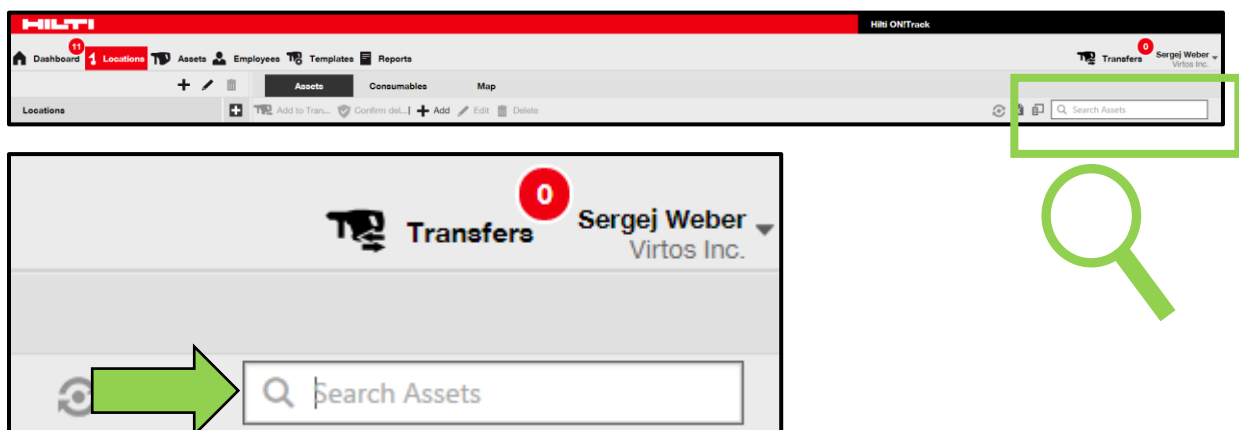 HILTI
Hilti ON!Track
11
Dashboard Locations Assets Employees Templates Reports
0
Transfers Sergej Weber
Virtos Inc.
Assets Consumables Map
Locations Add to Tran... Confirm del... Add Edit Delete Search Assets
0
Transfers Sergej Weber
Virtos Inc.
Search Assets